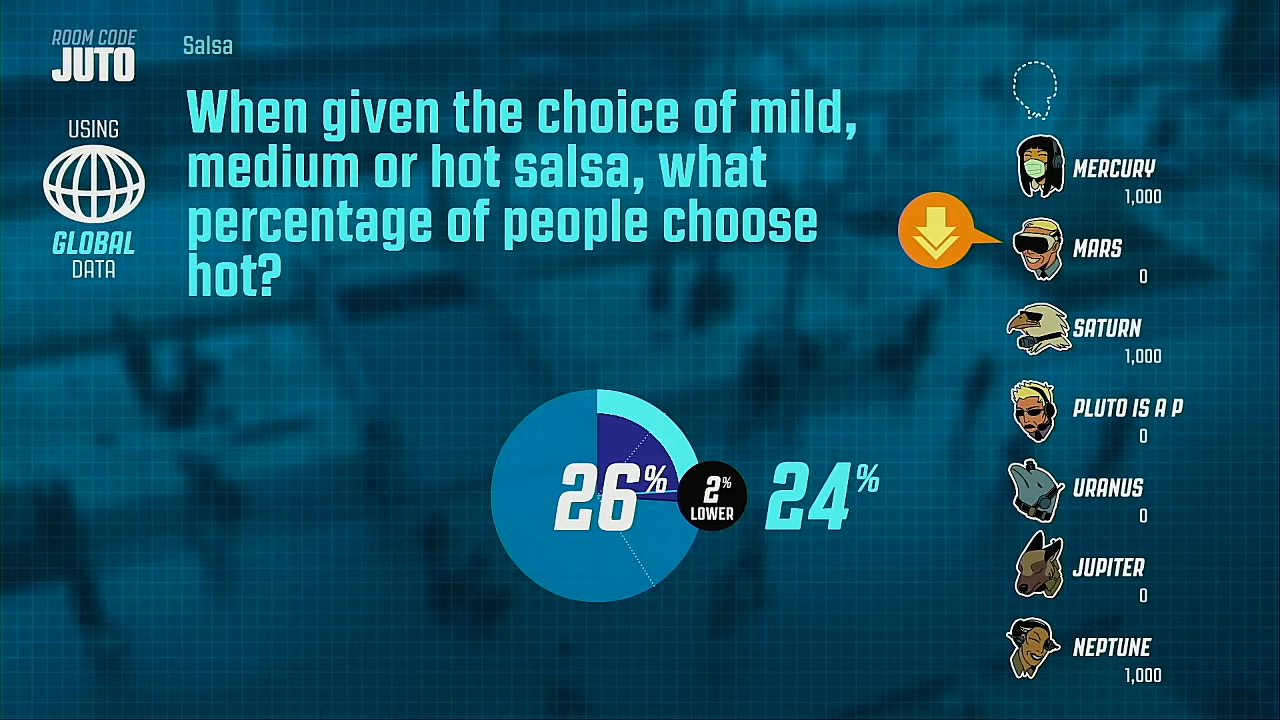 ROOM CODE
JUTO
USING
GLOBAL
DATA
Salsa
When given the choice of mild,
medium or hot salsa, what
percentage of people choose
hot?
26%
2%
LOWER
24%
MERCURY
1,000
MARS
0
SATURN
1,000
PLUTO IS A P
0
URANUS
0
JUPITER
0
NEPTUNE
1,000